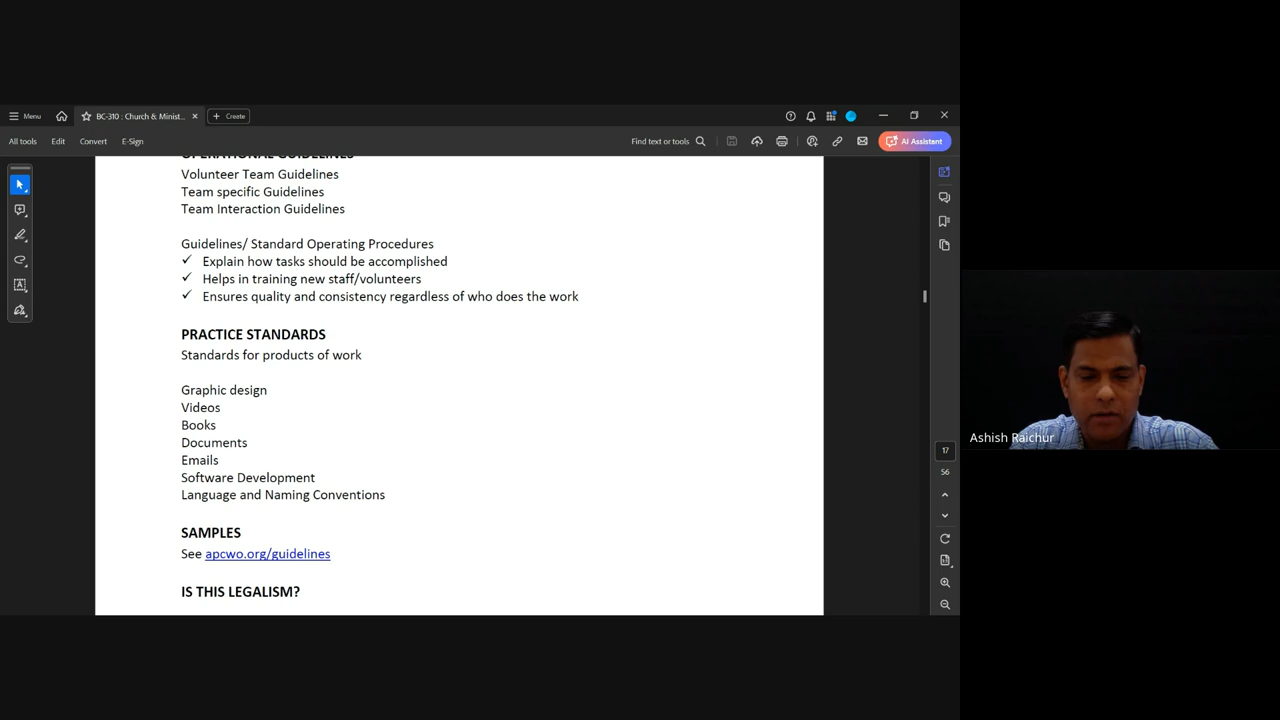 Menu
BC-310 : Church & Minist...
Create
All tools
Edit
Convert
E-Sign
Find text or tools
AI Assistant
OPERATIONAL GUIDELINES
Volunteer Team Guidelines
Team specific Guidelines
Team Interaction Guidelines
Guidelines/ Standard Operating Procedures
✓ Explain how tasks should be accomplished
✓ Helps in training new staff/volunteers
✓ Ensures quality and consistency regardless of who does the work
PRACTICE STANDARDS
Standards for products of work
Graphic design
Videos
Books
Documents
Emails
Software Development
Language and Naming Conventions
SAMPLES
See apcwo.org/guidelines
IS THIS LEGALISM?
17
56
Ashish Raichur